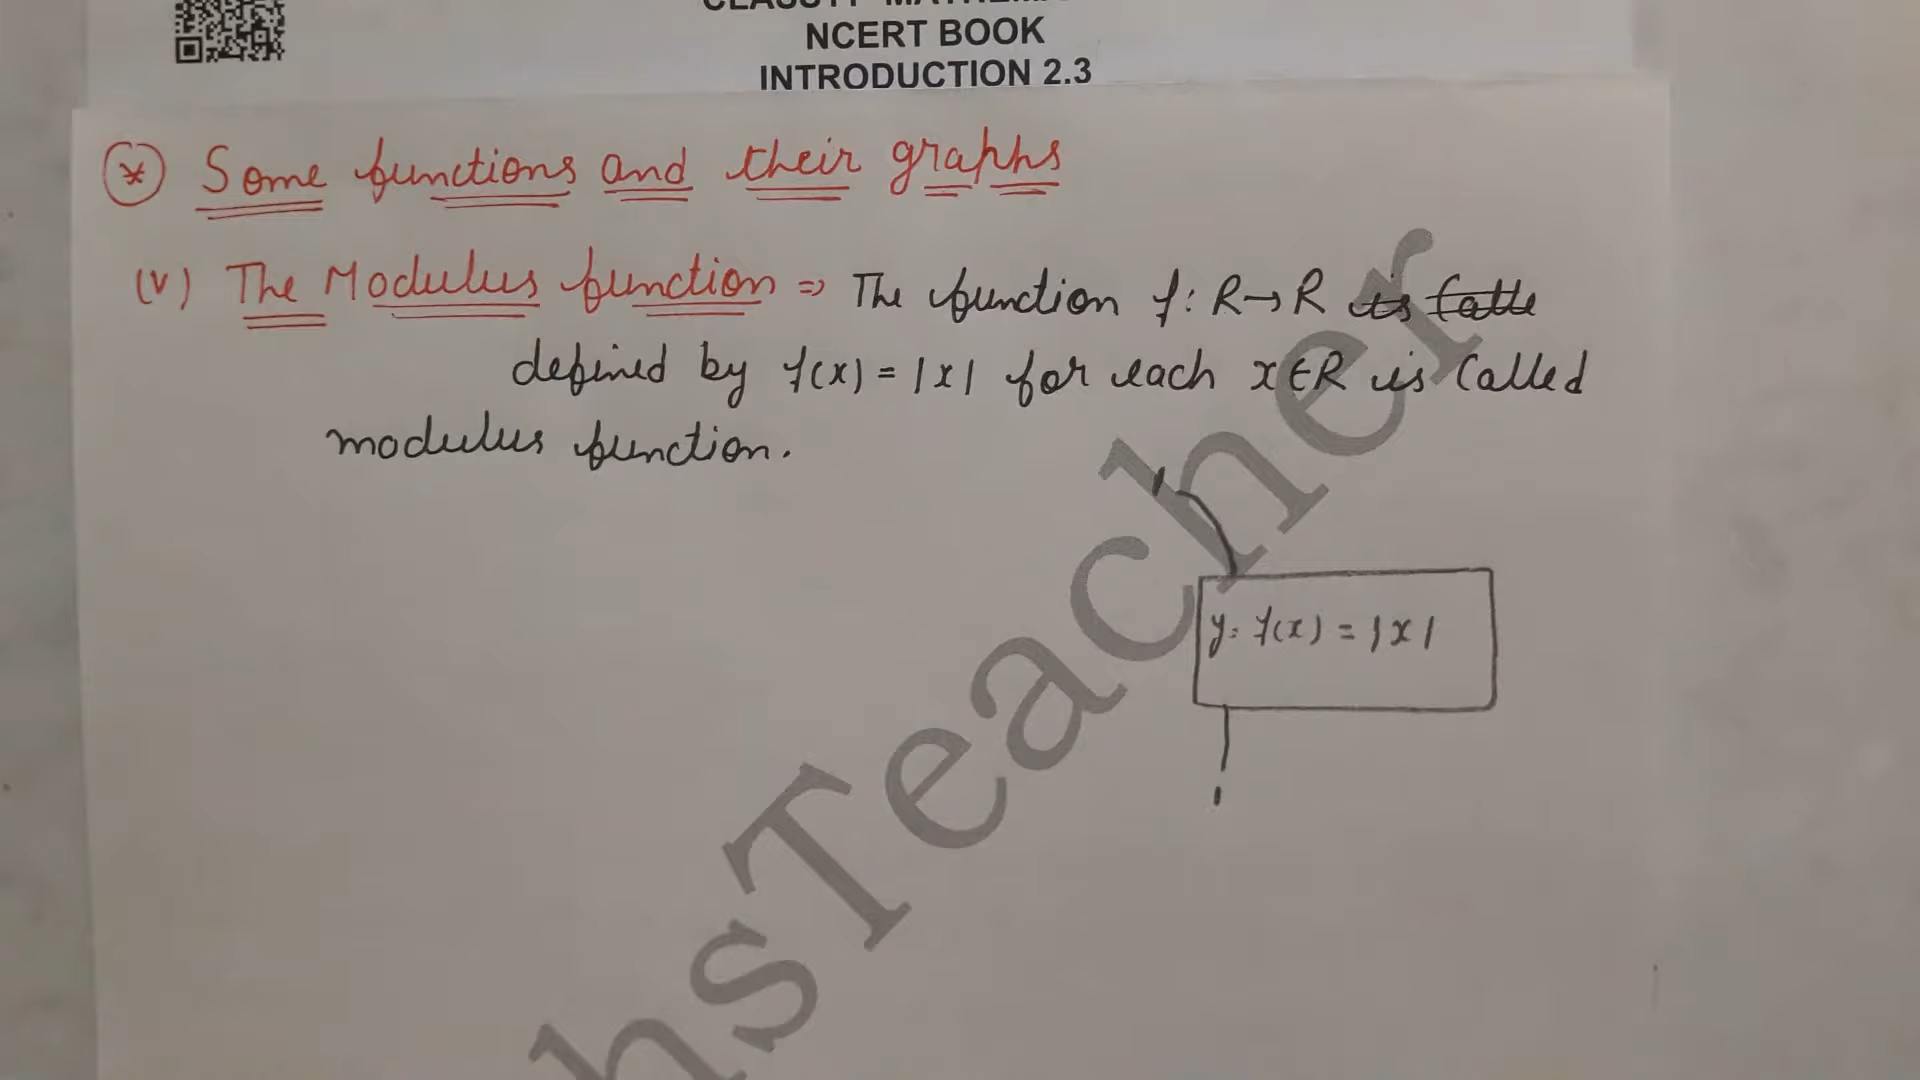 NCERT BOOK
INTRODUCTION 2.3
Some functions and their graphs
(v) The Modulus function ⇒ The function f: R→R is
defined by f(x) = |x| for each x∈R is called
modulus function.
y = f(x) = |x|
hsTeacher